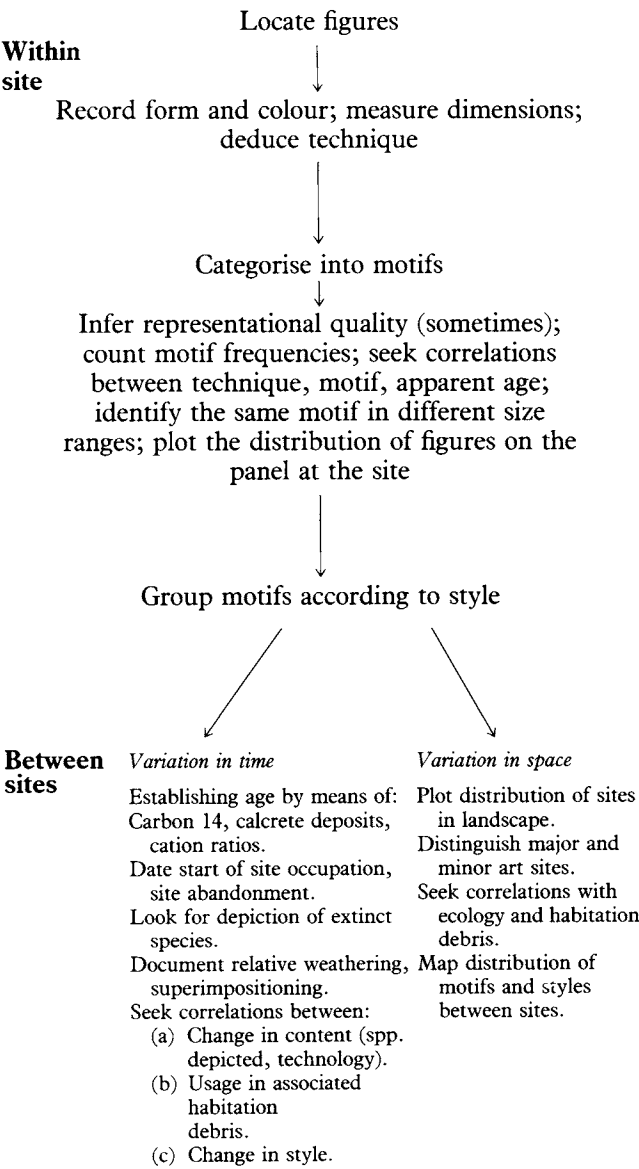 Locate figures
Within
site
Record form and colour; measure dimensions;
deduce technique
Categorise into motifs
Infer representational quality (sometimes);
count motif frequencies; seek correlations
between technique, motif, apparent age;
identify the same motif in different size
ranges; plot the distribution of figures on the
panel at the site
Group motifs according to style
Between
sites
Variation in time
Establishing age by means of:
Carbon 14, calcrete deposits,
cation ratios.
Date start of site occupation,
site abandonment.
Look for depiction of extinct
species.
Document relative weathering,
superimpositioning.
Seek correlations between:
(a) Change in content (spp.
depicted, technology).
(b) Usage in associated
habitation
debris.
(c) Change in style.
Variation in space
Plot distribution of sites
in landscape.
Distinguish major and
minor art sites.
Seek correlations with
ecology and habitation
debris.
Map distribution of
motifs and styles
between sites.